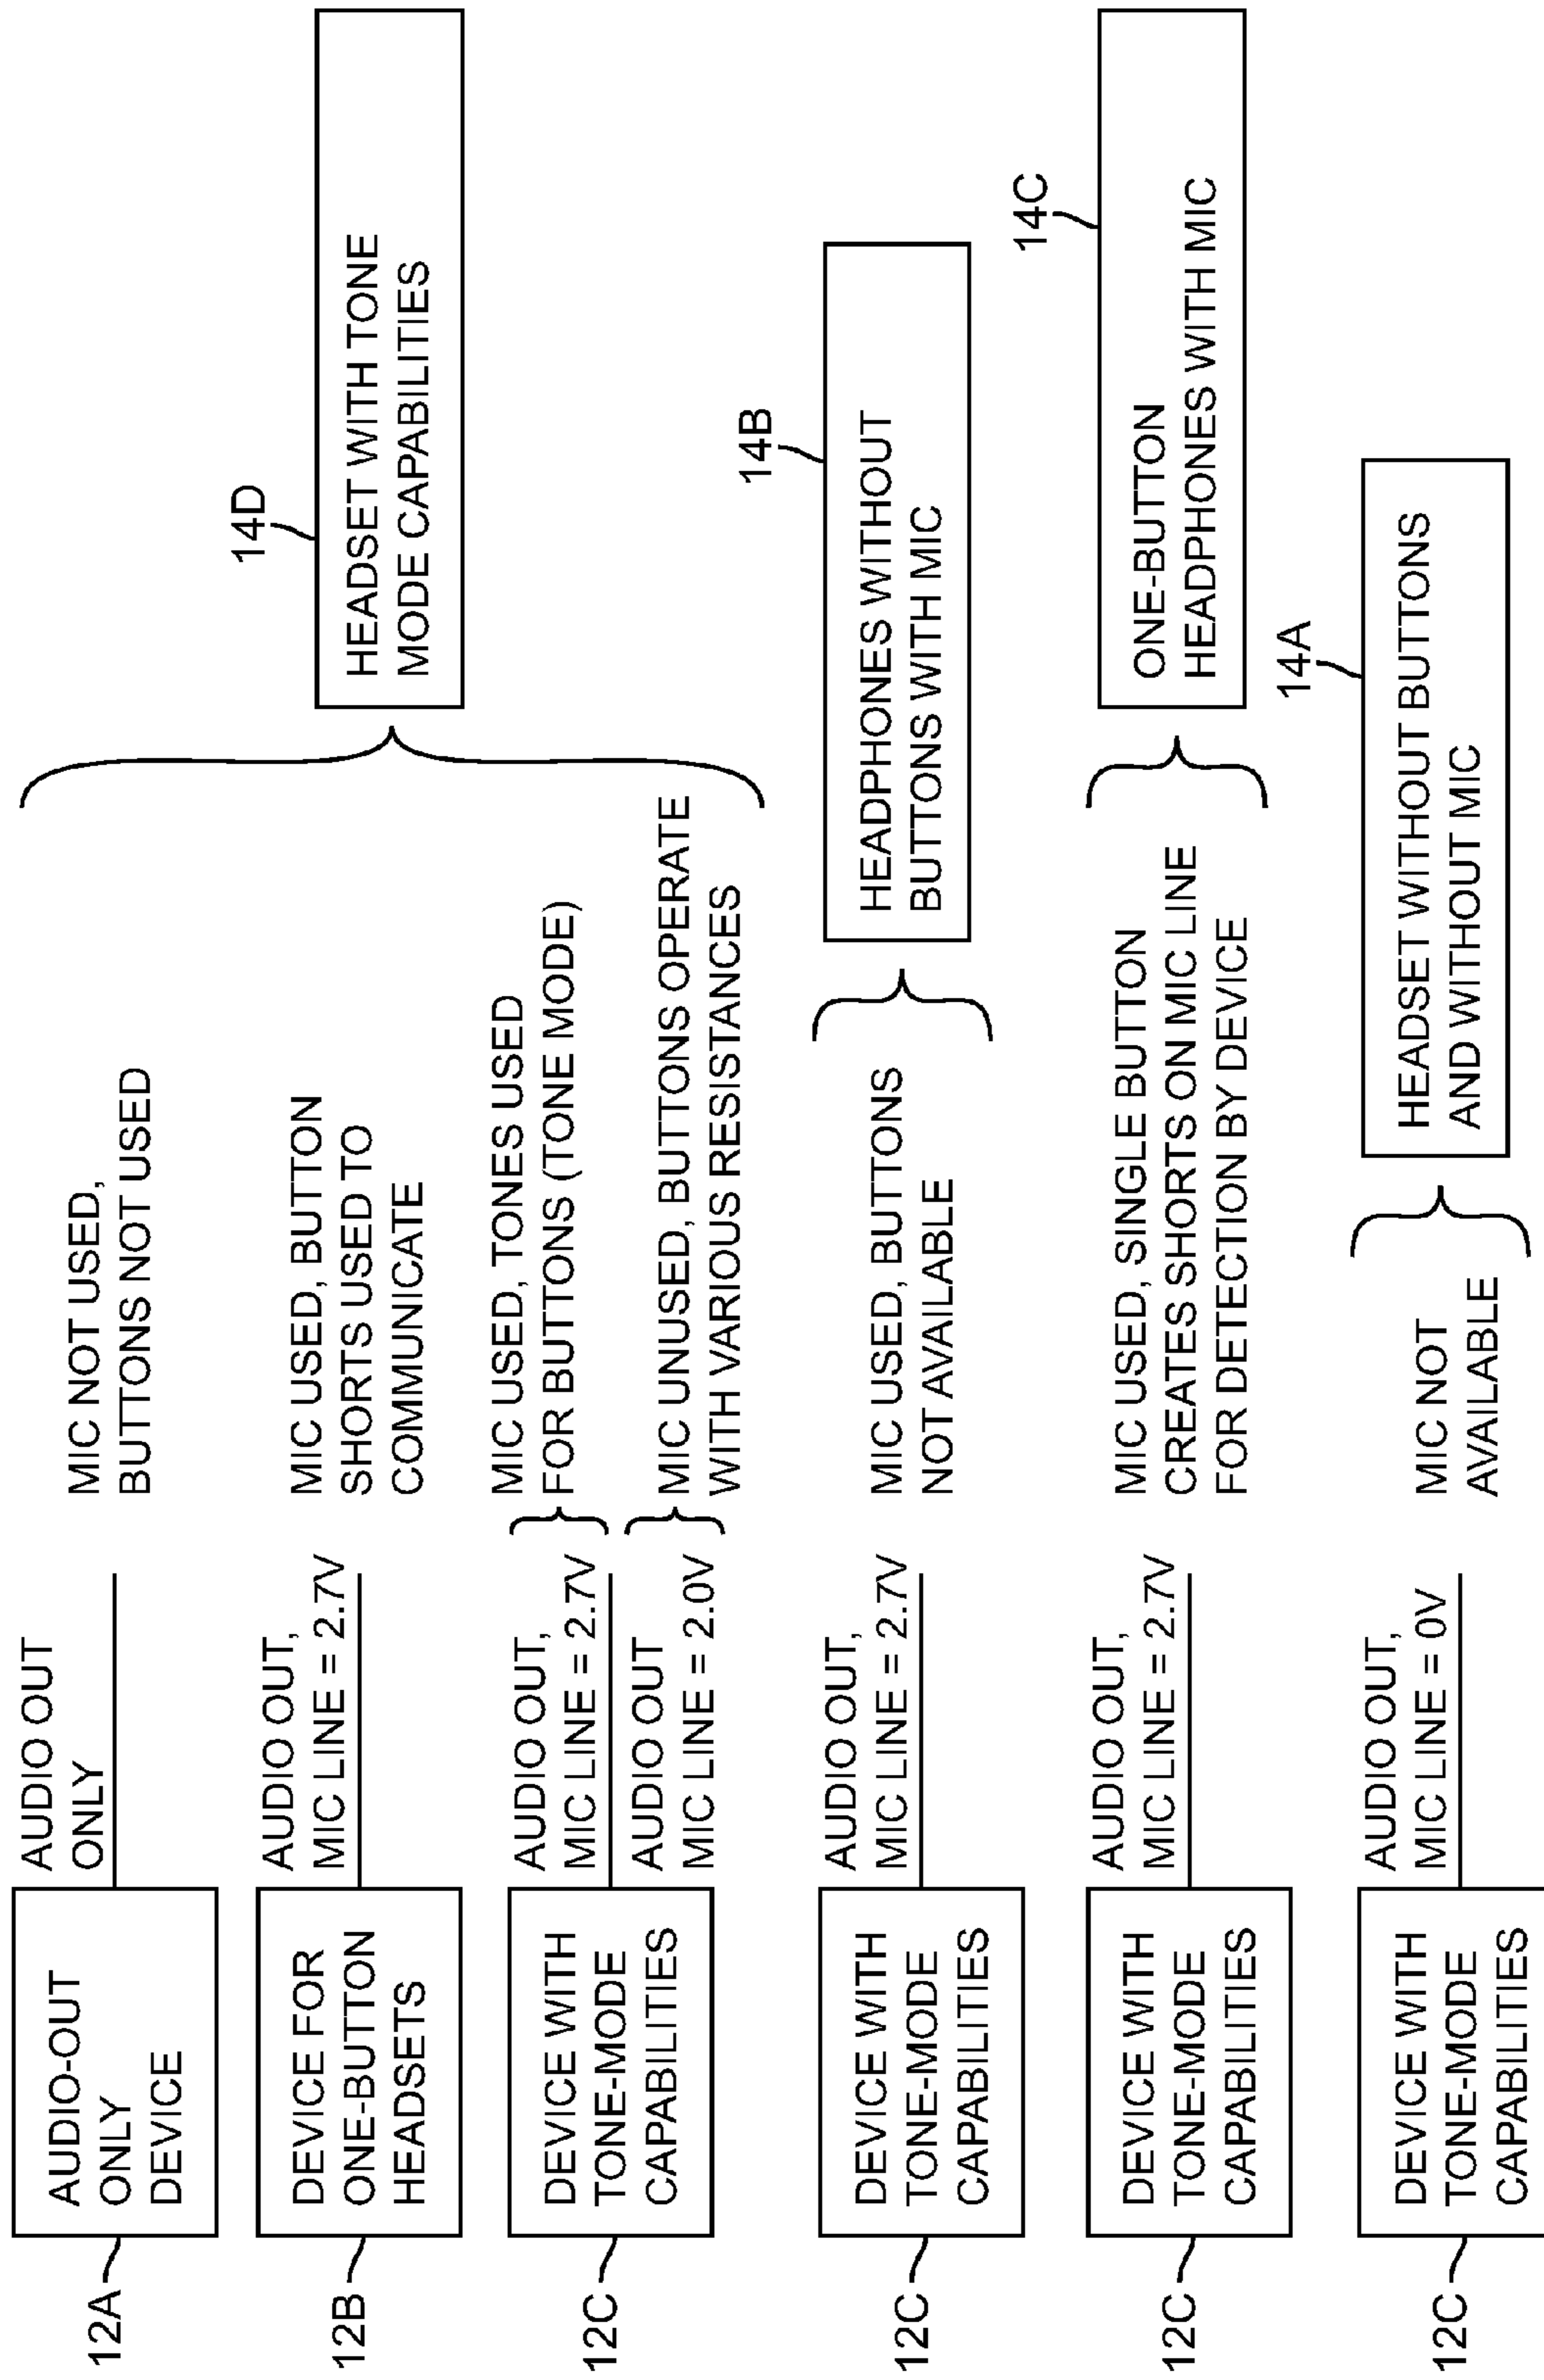 12A
AUDIO-OUT
ONLY
DEVICE
AUDIO OUT
ONLY
MIC NOT USED,
BUTTONS NOT USED
12B
DEVICE FOR
ONE-BUTTON
HEADSETS
AUDIO OUT,
MIC LINE = 2.7V
MIC USED, BUTTON
SHORTS USED TO
COMMUNICATE
12C
DEVICE WITH
TONE-MODE
CAPABILITIES
AUDIO OUT,
MIC LINE = 2.7V
MIC USED, TONES USED
FOR BUTTONS (TONE MODE)
AUDIO OUT
MIC LINE = 2.0V
MIC UNUSED, BUTTONS OPERATE
WITH VARIOUS RESISTANCES
14D
HEADSET WITH TONE
MODE CAPABILITIES
12C
DEVICE WITH
TONE-MODE
CAPABILITIES
AUDIO OUT,
MIC LINE = 2.7V
MIC USED, BUTTONS
NOT AVAILABLE
14B
HEADPHONES WITHOUT
BUTTONS WITH MIC
12C
DEVICE WITH
TONE-MODE
CAPABILITIES
AUDIO OUT,
MIC LINE = 2.7V
MIC USED, SINGLE BUTTON
CREATES SHORTS ON MIC LINE
FOR DETECTION BY DEVICE
14C
ONE-BUTTON
HEADPHONES WITH MIC
12C
DEVICE WITH
TONE-MODE
CAPABILITIES
AUDIO OUT,
MIC LINE = 0V
MIC NOT
AVAILABLE
14A
HEADSET WITHOUT BUTTONS
AND WITHOUT MIC